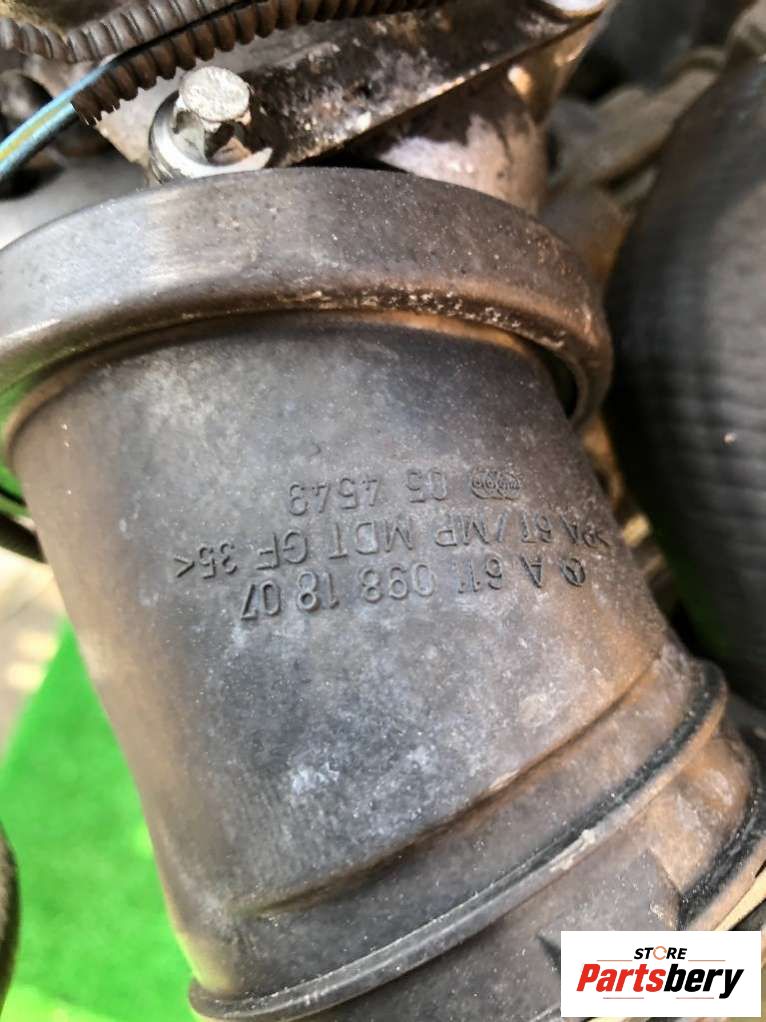 A 611 098 18 07
>PA 6T/MP MDT GF 35<
05 4549
STORE
Partsbery